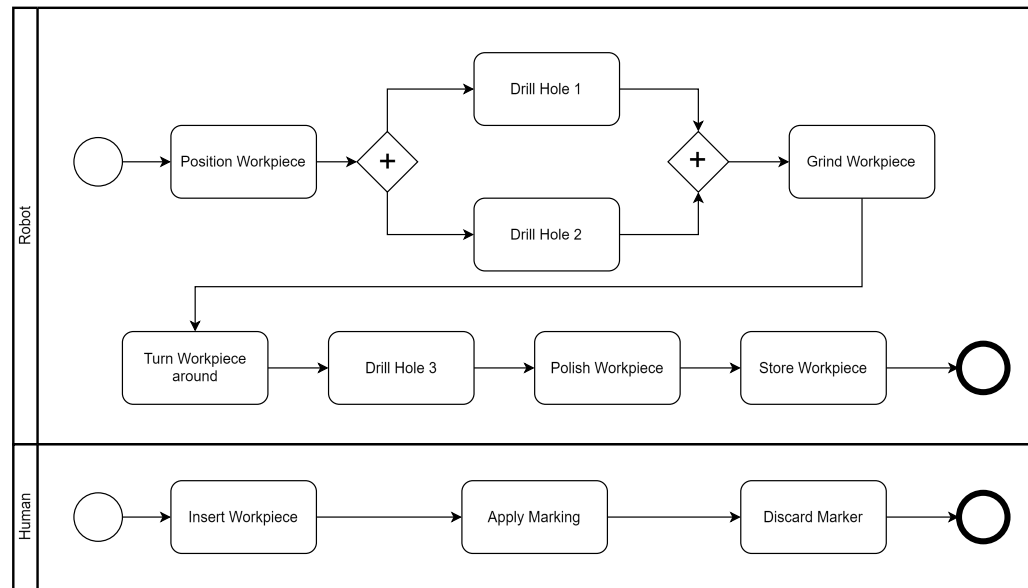 Robot
Drill Hole 1
Position Workpiece
+
+
Grind Workpiece
Drill Hole 2
Turn Workpiece
around
Drill Hole 3
Polish Workpiece
Store Workpiece
Human
Insert Workpiece
Apply Marking
Discard Marker